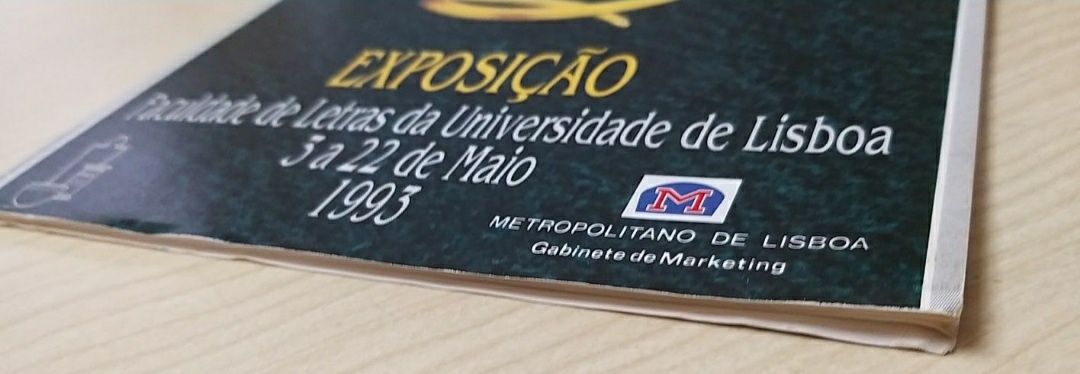 EXPOSIÇÃO
Faculdade de Letras da Universidade de Lisboa
3 a 22 de Maio
1993
M
METROPOLITANO DE LISBOA
Gabinete de Marketing